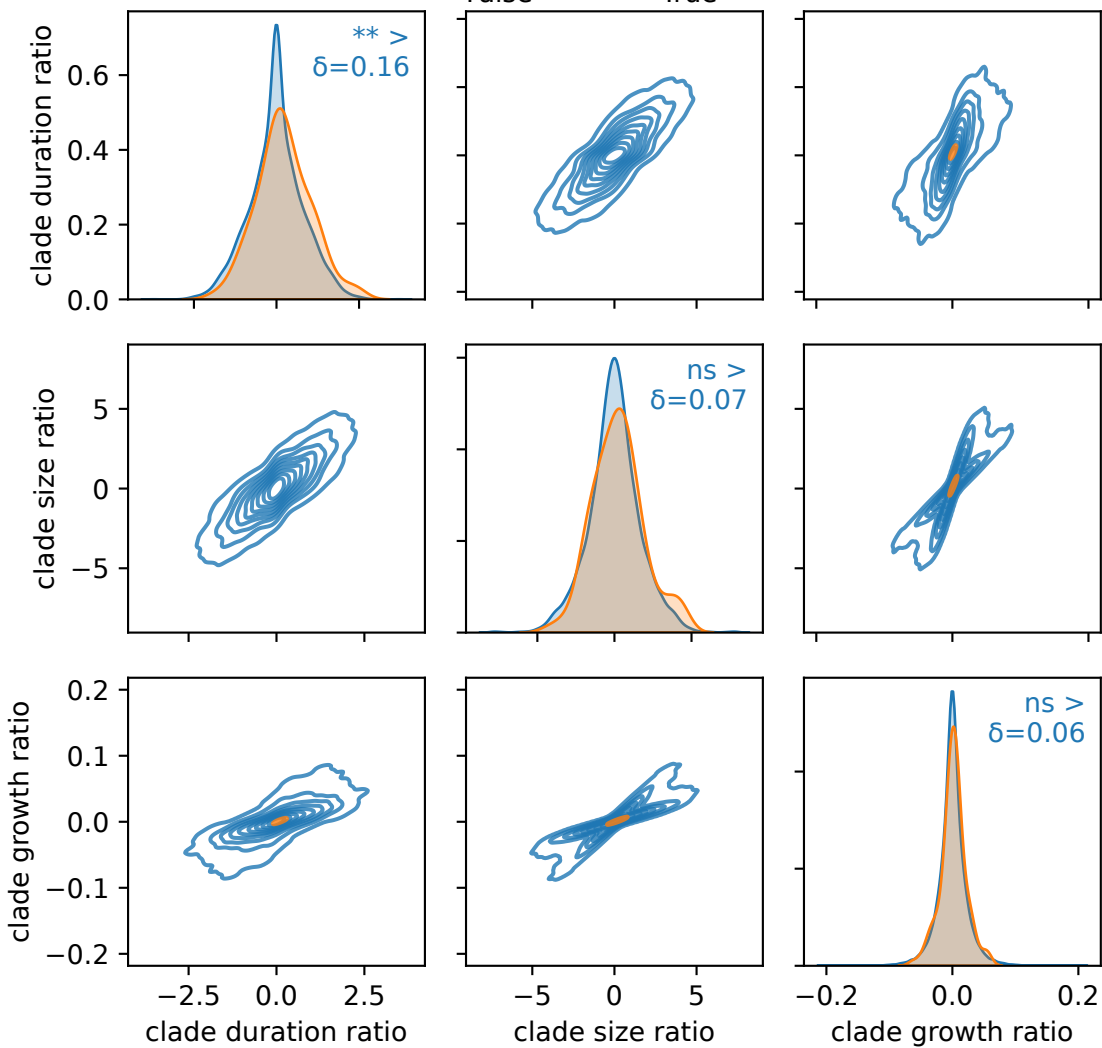 False True
clade duration ratio
0.6
0.4
0.2
0.0
** >
δ=0.16
clade size ratio
5
0
−5
ns >
δ=0.07
clade growth ratio
0.2
0.1
0.0
−0.1
−0.2
ns >
δ=0.06
−2.5 0.0 2.5
−5 0 5
−0.2 0.0 0.2
clade duration ratio
clade size ratio
clade growth ratio